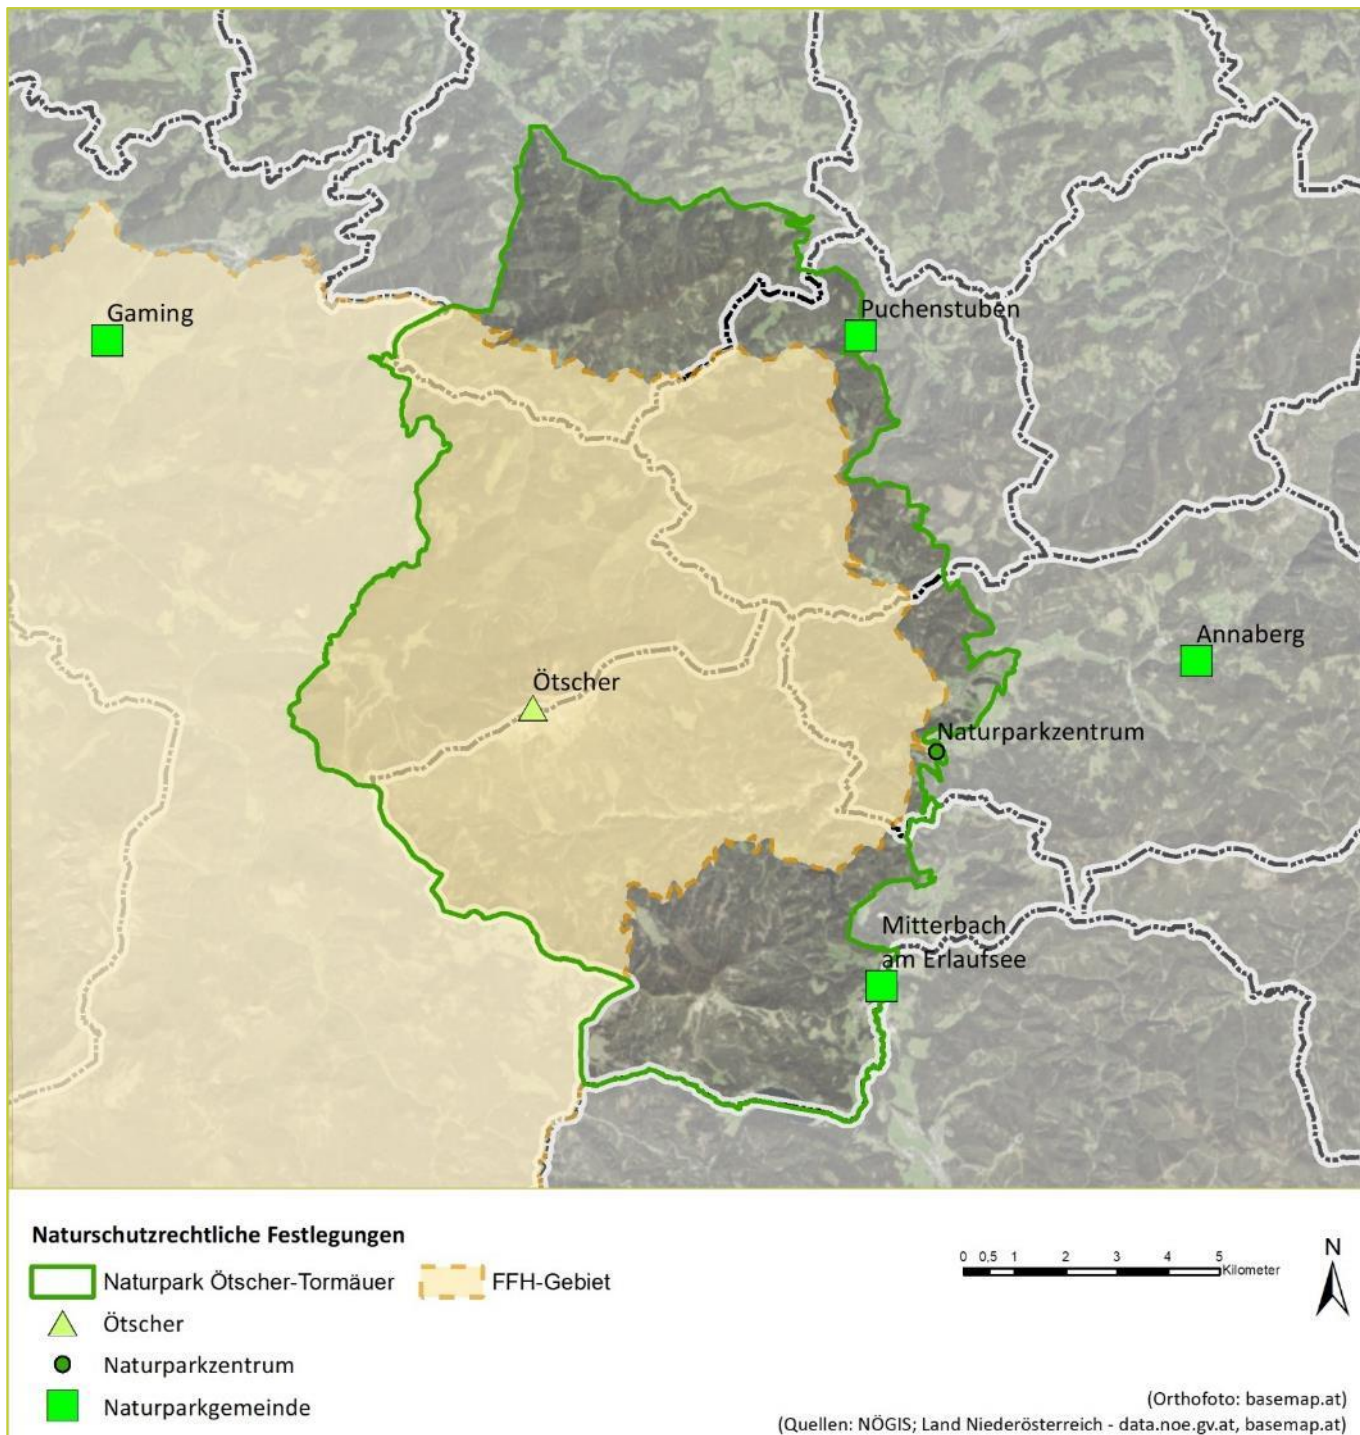 Gaming
Puchenstuben
Annaberg
Ötscher
Naturparkzentrum
Mitterbach
am Erlaufsee
Naturschutzrechtliche Festlegungen
Naturpark Ötscher-Tormäuer
FFH-Gebiet
Ötscher
Naturparkzentrum
Naturparkgemeinde
0 0,5 1 2 3 4 5
Kilometer
N
(Orthofoto: basemap.at)
(Quellen: NÖGIS; Land Niederösterreich - data.noe.gv.at, basemap.at)